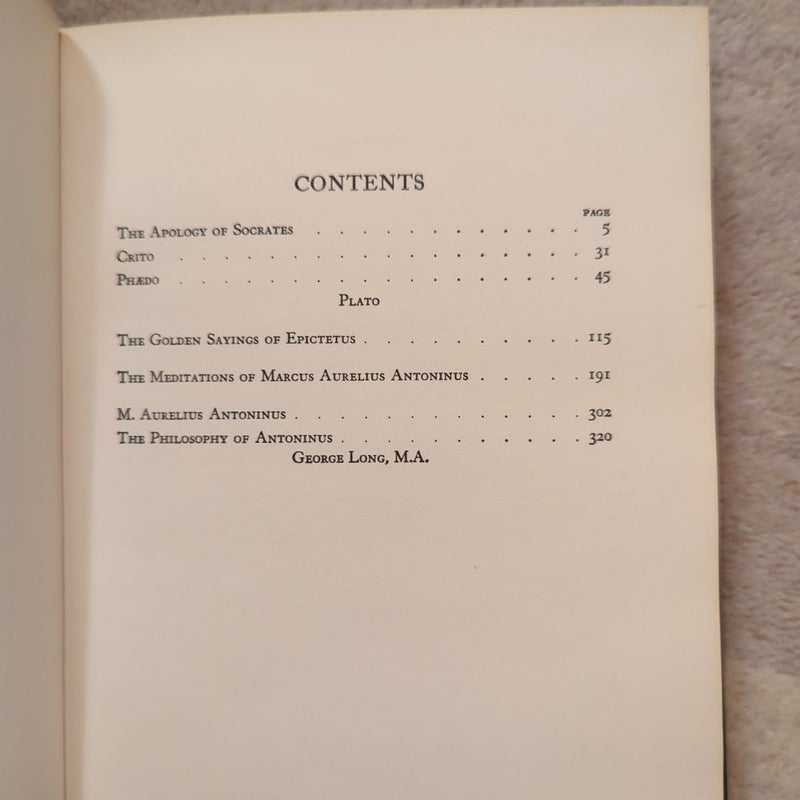 CONTENTS
PAGE
The Apology of Socrates . . . . . . . . . . . . 5
Crito . . . . . . . . . . . . . . . . . . 31
Phædo . . . . . . . . . . . . . . . . . . 45
Plato
The Golden Sayings of Epictetus . . . . . . . . . . 115
The Meditations of Marcus Aurelius Antoninus . . . . . 191
M. Aurelius Antoninus . . . . . . . . . . . . . 302
The Philosophy of Antoninus . . . . . . . . . . . 320
George Long, M.A.